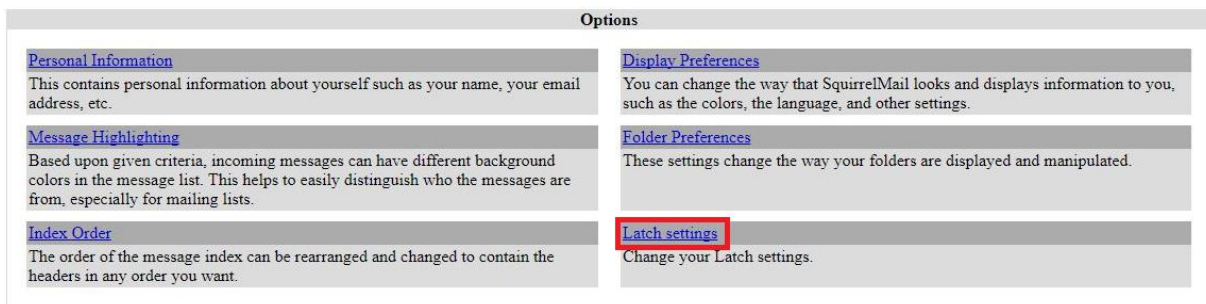 Options
Personal Information
This contains personal information about yourself such as your name, your email
address, etc.
Display Preferences
You can change the way that SquirrelMail looks and displays information to you,
such as the colors, the language, and other settings.
Message Highlighting
Based upon given criteria, incoming messages can have different background
colors in the message list. This helps to easily distinguish who the messages are
from, especially for mailing lists.
Folder Preferences
These settings change the way your folders are displayed and manipulated.
Index Order
The order of the message index can be rearranged and changed to contain the
headers in any order you want.
Latch settings
Change your Latch settings.